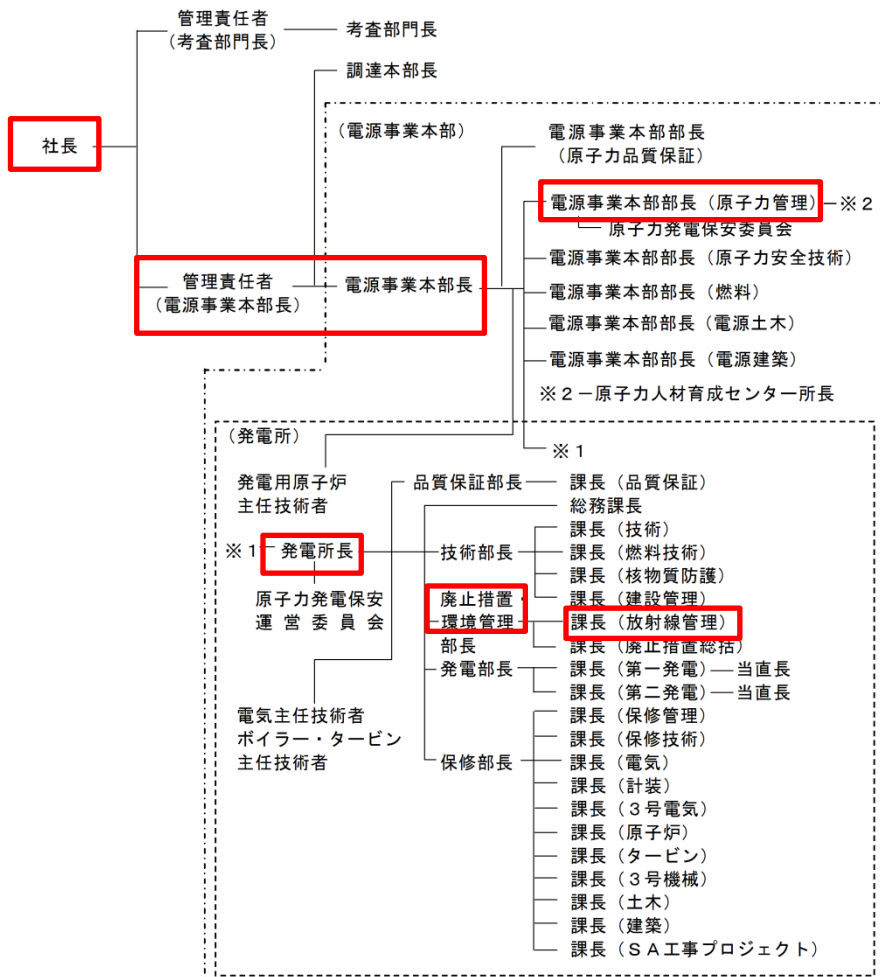 管理責任者
（考査部門長）
考査部門長
調達本部長
社長
（電源事業本部）
電源事業本部部長
（原子力品質保証）
電源事業本部部長（原子力管理）
※２
原子力発電保安委員会
管理責任者
（電源事業本部長）
電源事業本部長
電源事業本部部長（原子力安全技術）
電源事業本部部長（燃料）
電源事業本部部長（電源土木）
電源事業本部部長（電源建築）
※２－原子力人材育成センター所長
（発電所）
※１
発電用原子炉
主任技術者
品質保証部長
課長（品質保証）
総務課長
課長（技術）
※１
発電所長
技術部長
課長（燃料技術）
課長（核物質防護）
原子力発電保安
運営委員会
課長（建設管理）
廃止措置・
環境管理
部長
課長（放射線管理）
課長（廃止措置総括）
発電部長
課長（第一発電）
当直長
課長（第二発電）
当直長
電気主任技術者
ボイラー・タービン
主任技術者
課長（保修管理）
課長（保修技術）
保修部長
課長（電気）
課長（計装）
課長（３号電気）
課長（原子炉）
課長（タービン）
課長（３号機械）
課長（土木）
課長（建築）
課長（ＳＡ工事プロジェクト）